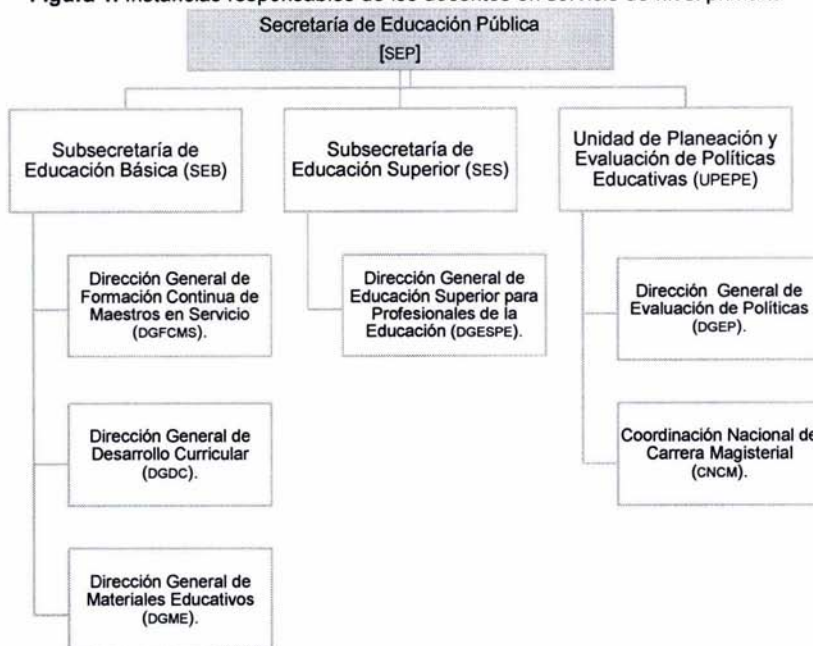 Secretaría de Educación Pública
[SEP]
Subsecretaría de
Educación Básica (SEB)
Subsecretaría de
Educación Superior (SES)
Unidad de Planeación y
Evaluación de Políticas
Educativas (UPEPE)
Dirección General de
Formación Continua de
Maestros en Servicio
(DGFCMS).
Dirección General de
Educación Superior para
Profesionales de la
Educación (DGESPE).
Dirección General de
Evaluación de Políticas
(DGEP).
Dirección General de
Desarrollo Curricular
(DGDC).
Coordinación Nacional de
Carrera Magisterial
(CNCM).
Dirección General de
Materiales Educativos
(DGME).